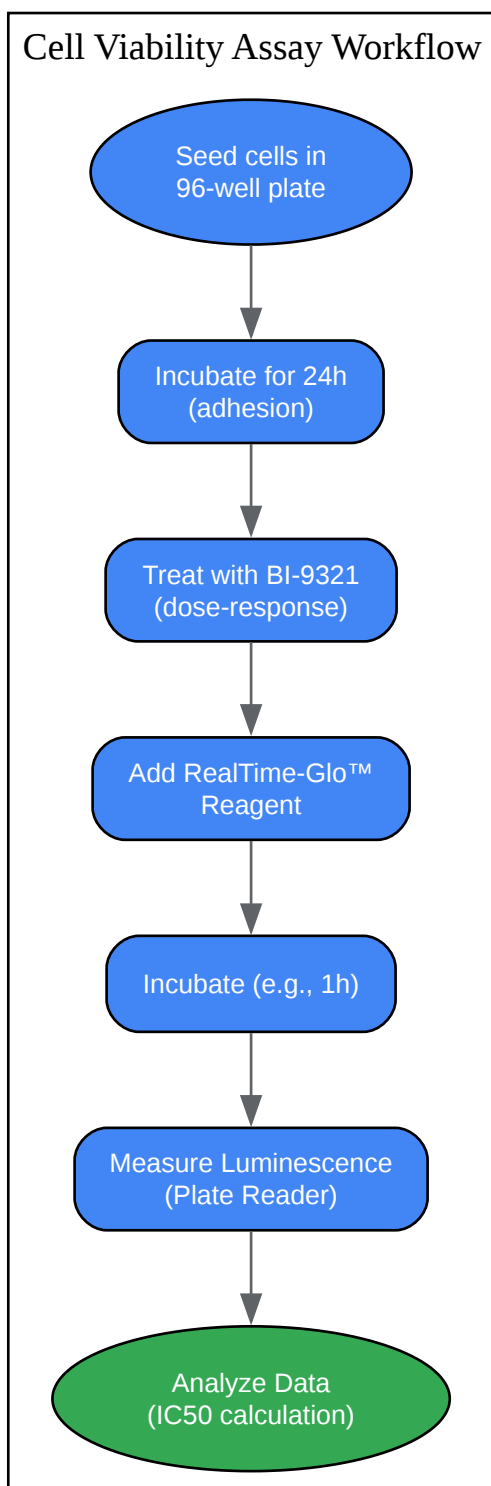 Cell Viability Assay Workflow
Seed cells in
96-well plate
Incubate for 24h
(adhesion)
Treat with BI-9321
(dose-response)
Add RealTime-Glo™
Reagent
Incubate (e.g., 1h)
Measure Luminescence
(Plate Reader)
Analyze Data
(IC50 calculation)